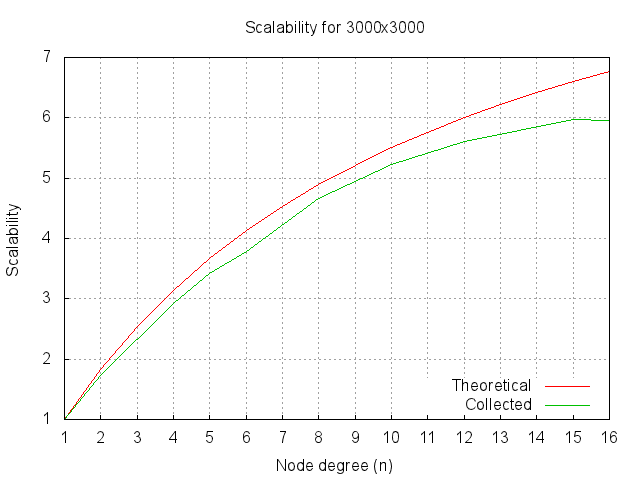 Scalability for 3000x3000
7
6
5
4
3
2
1
Scalability
Theoretical
Collected
1 2 3 4 5 6 7 8 9 10 11 12 13 14 15 16
Node degree (n)